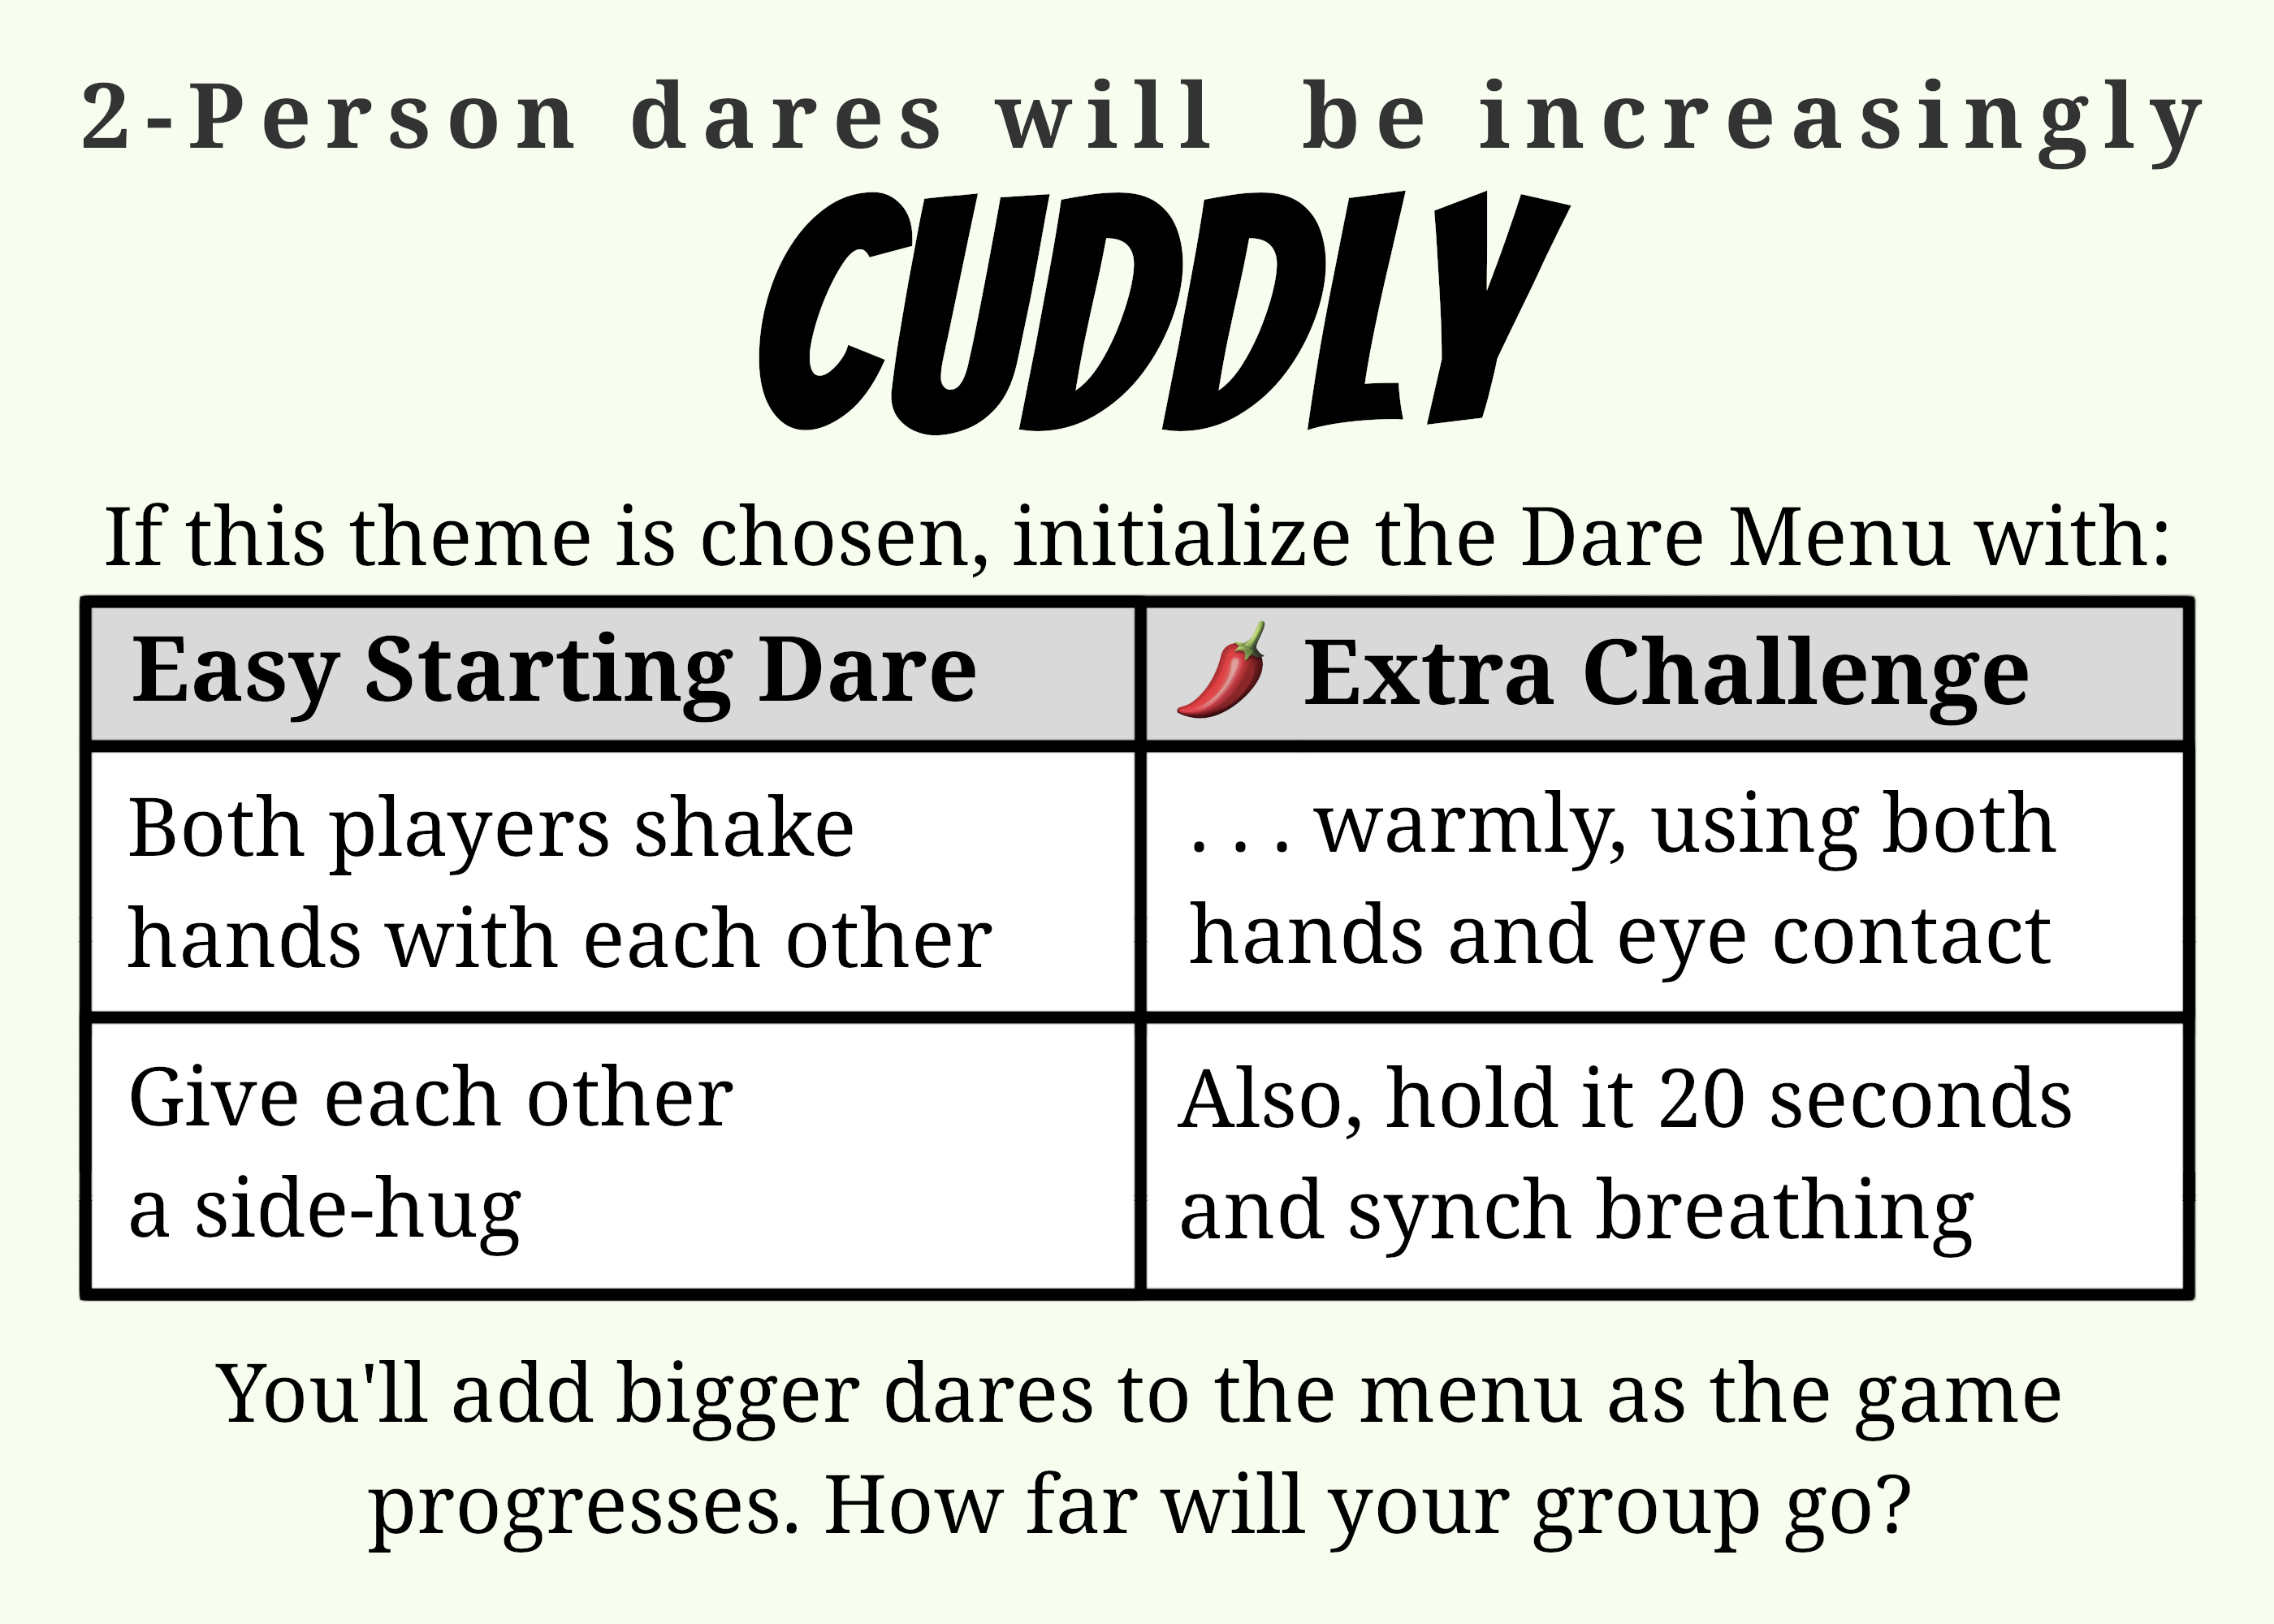 2-Person dares will be increasingly
CUDDLY
If this theme is chosen, initialize the Dare Menu with:
Easy Starting Dare
🌶️ Extra Challenge
Both players shake
hands with each other
. . . warmly, using both
hands and eye contact
Give each other
a side-hug
Also, hold it 20 seconds
and synch breathing
You'll add bigger dares to the menu as the game
progresses. How far will your group go?